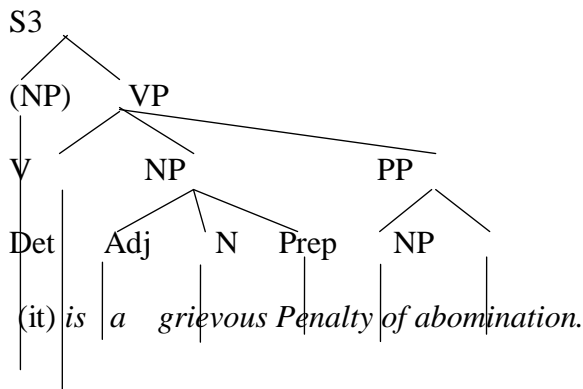 S3
(NP) VP
V NP PP
Det Adj N Prep NP
(it) is a grievous Penalty of abomination.